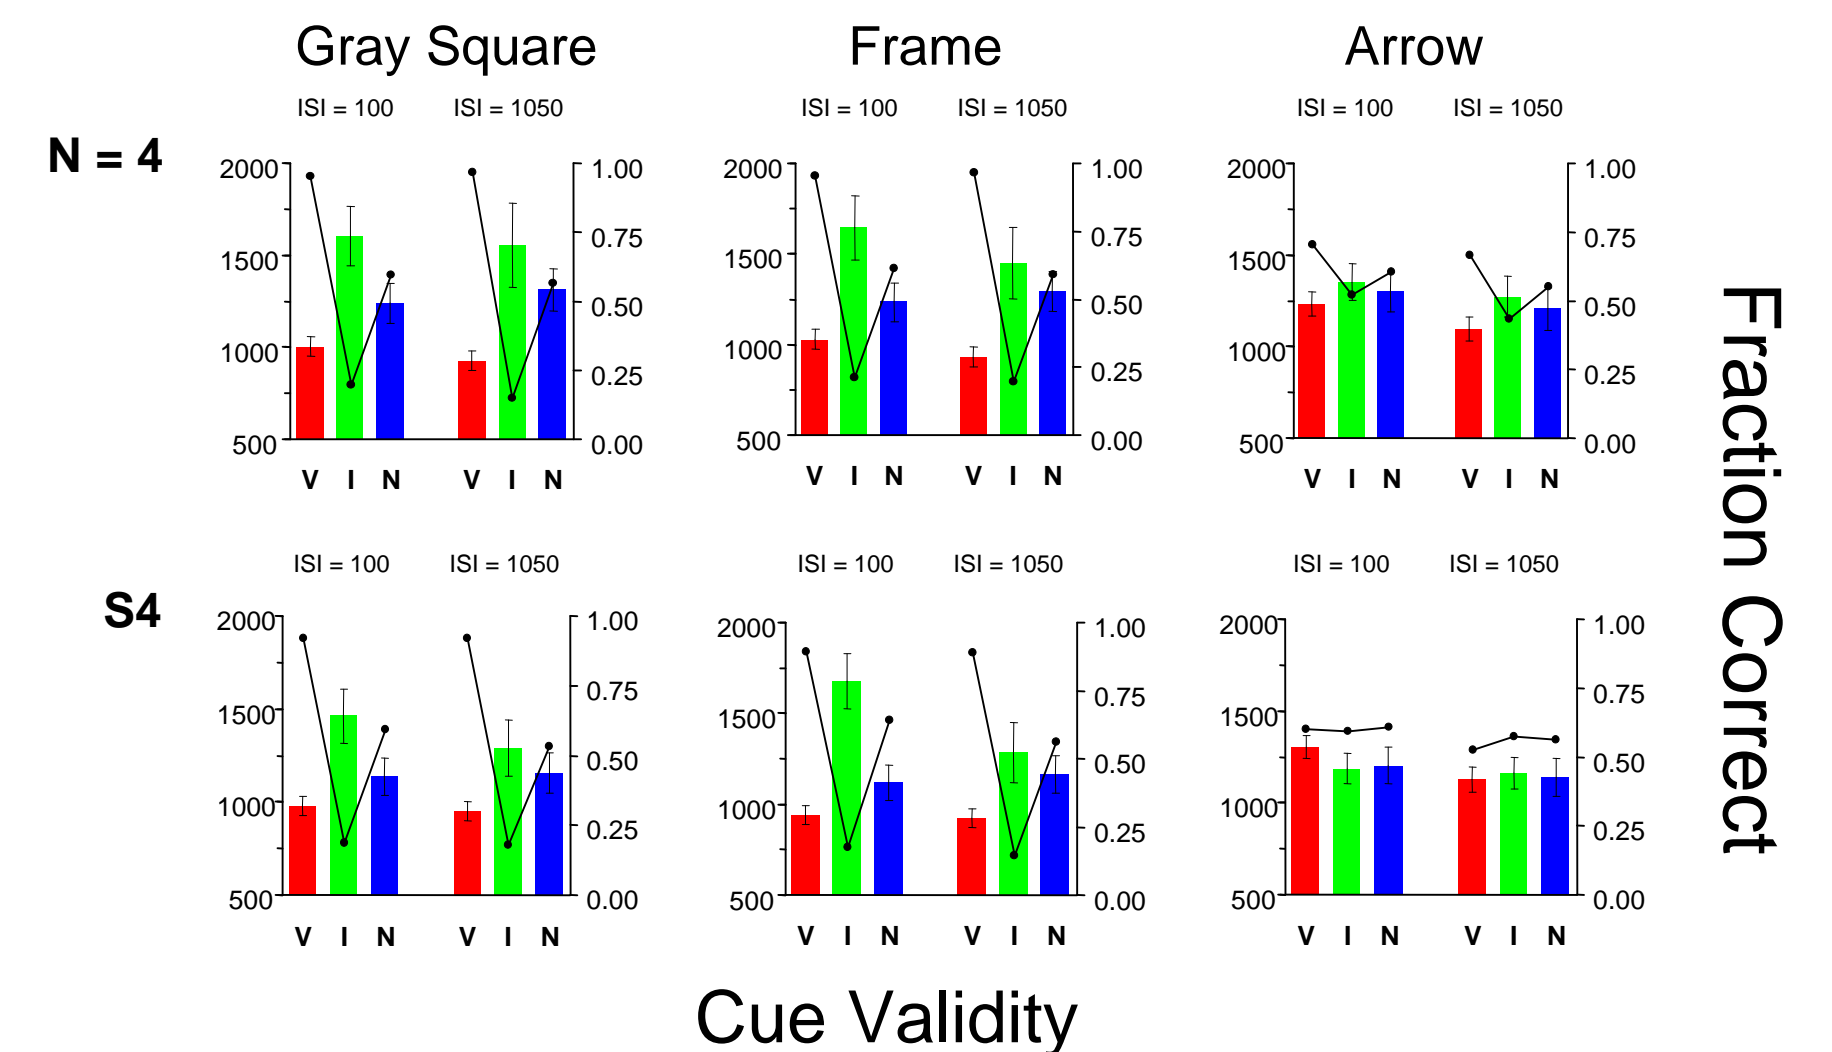 Gray Square Frame Arrow
ISI = 100 ISI = 1050 ISI = 100 ISI = 1050 ISI = 100 ISI = 1050
N = 4
2000 1.00 2000 1.00 2000 1.00
0.75 0.75 0.75
1500 1500 1500
0.50 0.50 0.50
1000 1000 1000
0.25 0.25 0.25
500 0.00 500 0.00 500 0.00
V I N V I N V I N V I N V I N V I N
Fraction Correct
ISI = 100 ISI = 1050 ISI = 100 ISI = 1050 ISI = 100 ISI = 1050
S4
2000 1.00 2000 1.00 2000 1.00
0.75 0.75 0.75
1500 1500 1500
0.50 0.50 0.50
1000 1000 1000
0.25 0.25 0.25
500 0.00 500 0.00 500 0.00
V I N V I N V I N V I N V I N V I N
Cue Validity